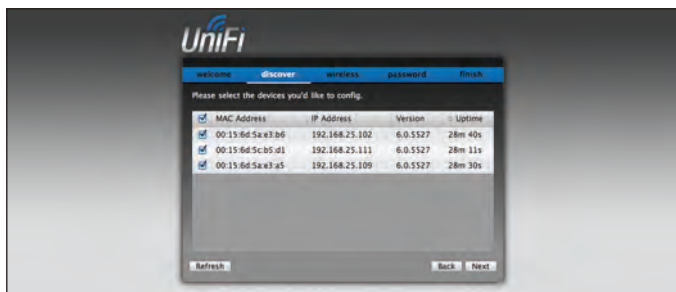 UniFi
welcome discover wireless password finish
Please select the devices you'd like to config.
MAC Address IP Address Version Uptime
00:15:6d:5a:e3:b6 192.168.25.102 6.0.5527 28m 40s
00:15:6d:5c:b5:d1 192.168.25.111 6.0.5527 28m 11s
00:15:6d:5a:e3:a5 192.168.25.109 6.0.5527 28m 30s
Refresh Back Next